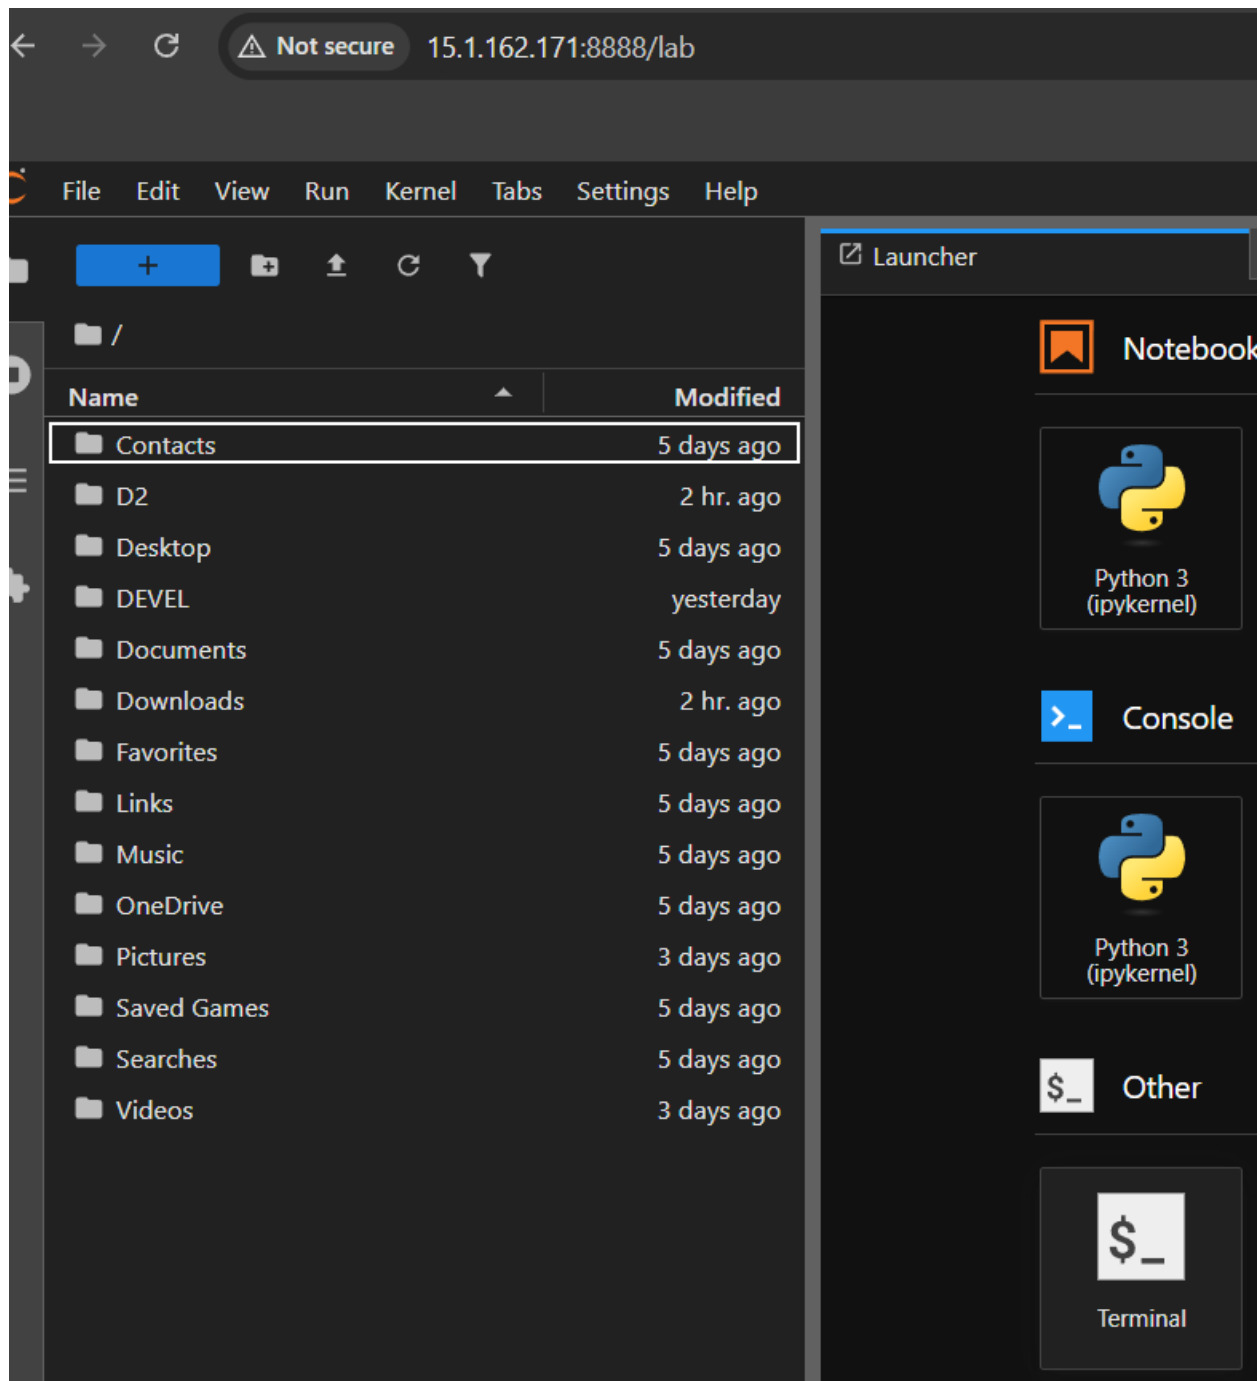 Not secure 15.1.162.171:8888/lab
File Edit View Run Kernel Tabs Settings Help
+
/
Name Modified
Contacts 5 days ago
D2 2 hr. ago
Desktop 5 days ago
DEVEL yesterday
Documents 5 days ago
Downloads 2 hr. ago
Favorites 5 days ago
Links 5 days ago
Music 5 days ago
OneDrive 5 days ago
Pictures 3 days ago
Saved Games 5 days ago
Searches 5 days ago
Videos 3 days ago
Launcher
Notebook
Python 3
(ipykernel)
>_ Console
Python 3
(ipykernel)
$_ Other
$_
Terminal